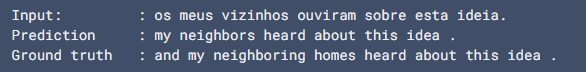 Input:         : os meus vizinhos ouviram sobre esta ideia.
Prediction     : my neighbors heard about this idea .
Ground truth   : and my neighboring homes heard about this idea .